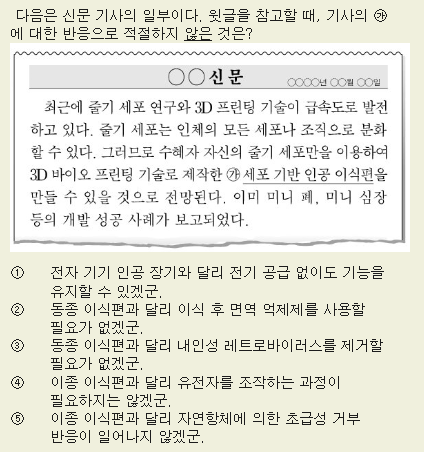 다음은 신문 기사의 일부이다. 윗글을 참고할 때, 기사의 ㉮
에 대한 반응으로 적절하지 않은 것은?
○○신문
○○○○년 ○○월 ○○일
최근에 줄기 세포 연구와 3D 프린팅 기술이 급속도로 발전
하고 있다. 줄기 세포는 인체의 모든 세포나 조직으로 분화
할 수 있다. 그러므로 수혜자 자신의 줄기 세포만을 이용하여
3D 바이오 프린팅 기술로 제작한 ㉮ 세포 기반 인공 이식편을
만들 수 있을 것으로 전망된다. 이미 미니 폐, 미니 심장
등의 개발 성공 사례가 보고되었다.
① 전자 기기 인공 장기와 달리 전기 공급 없이도 기능을
유지할 수 있겠군.
② 동종 이식편과 달리 이식 후 면역 억제제를 사용할
필요가 없겠군.
③ 동종 이식편과 달리 내인성 레트로바이러스를 제거할
필요가 없겠군.
④ 이종 이식편과 달리 유전자를 조작하는 과정이
필요하지는 않겠군.
⑤ 이종 이식편과 달리 자연항체에 의한 초급성 거부
반응이 일어나지 않겠군.